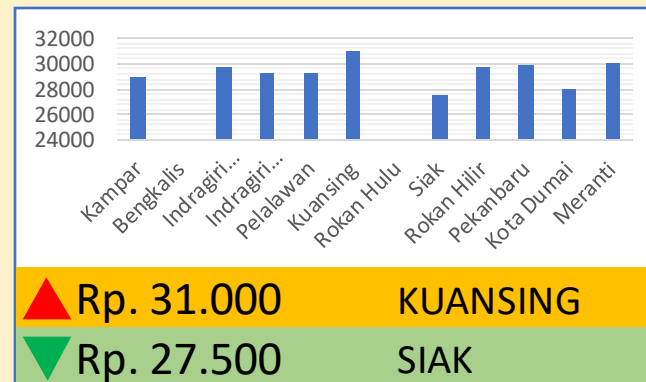 32000
30000
28000
26000
24000
Kampar
Bengkalis
Indragiri...
Indragiri...
Pelalawan
Kuansing
Rokan Hulu
Siak
Rokan Hilir
Pekanbaru
Kota Dumai
Meranti
Rp. 31.000 KUANSING
Rp. 27.500 SIAK